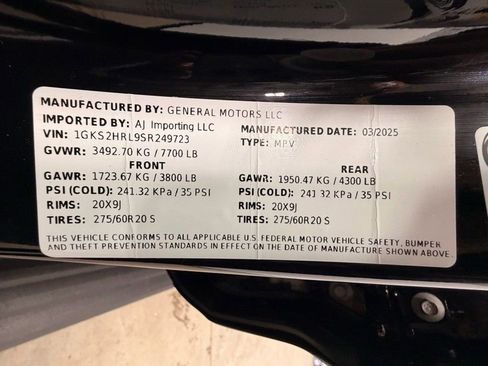 MANUFACTURED BY: GENERAL MOTORS LLC
IMPORTED BY: AJ Importing LLC
MANUFACTURED DATE: 03/2025
VIN: 1GKS2HRL9SR249723
TYPE: MPV
GVWR: 3492.70 KG / 7700 LB
FRONT
REAR
GAWR: 1723.67 KG / 3800 LB
GAWR: 1950.47 KG / 4300 LB
PSI (COLD): 241.32 KPa / 35 PSI
PSI (COLD): 241.32 KPa / 35 PSI
RIMS: 20X9J
RIMS: 20X9J
TIRES: 275/60R20 S
TIRES: 275/60R20 S
THIS VEHICLE CONFORMS TO ALL APPLICABLE U.S. FEDERAL MOTOR VEHICLE SAFETY, BUMPER
AND THEFT PREVENTION STANDARDS IN EFFECT ON THE DATE OF MANUFACTURE SHOWN ABOVE.